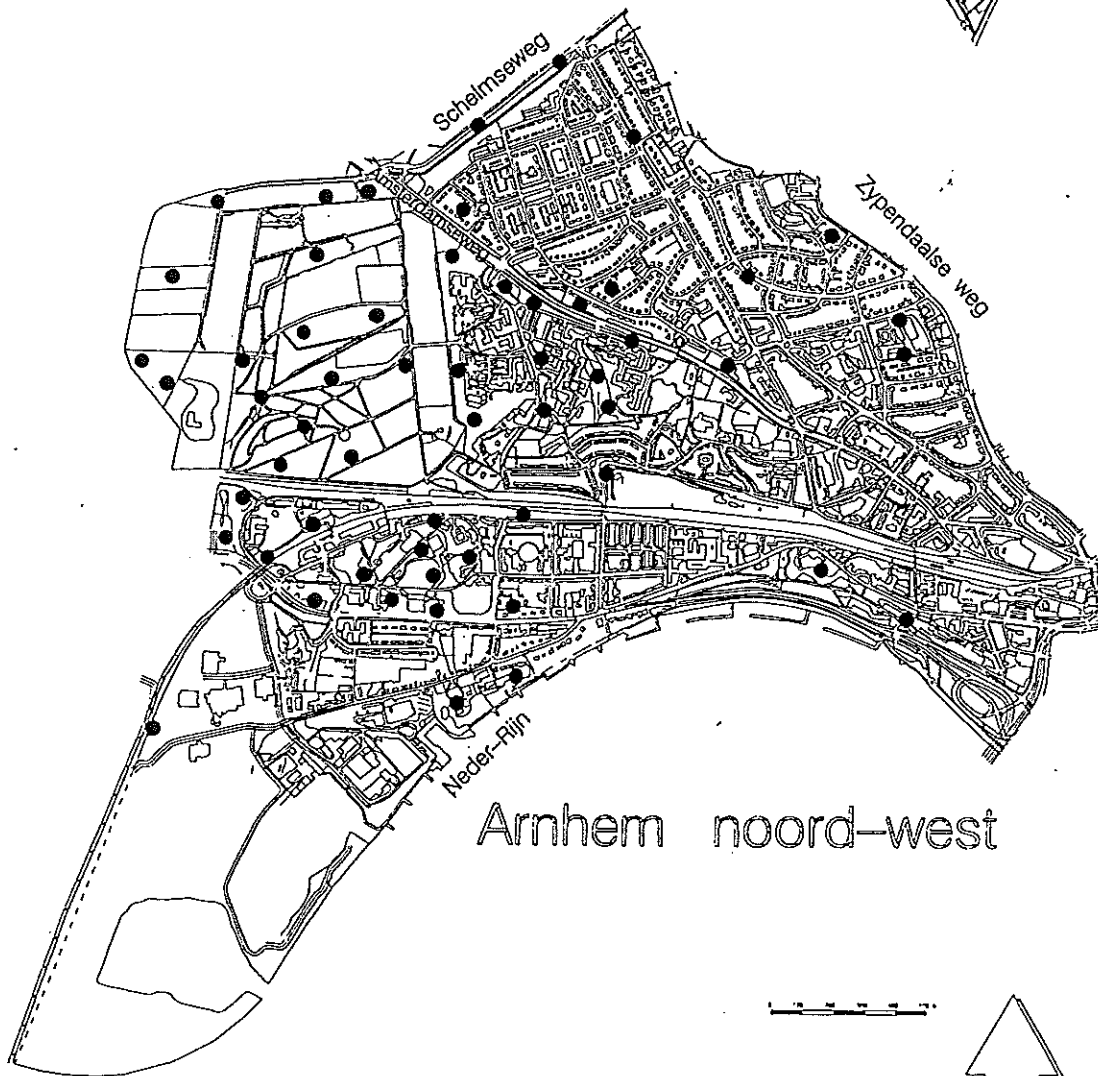 Schelmseweg
Amsterdamseweg
Zypendaalse weg
Neder-Rijn
Arnhem noord-west